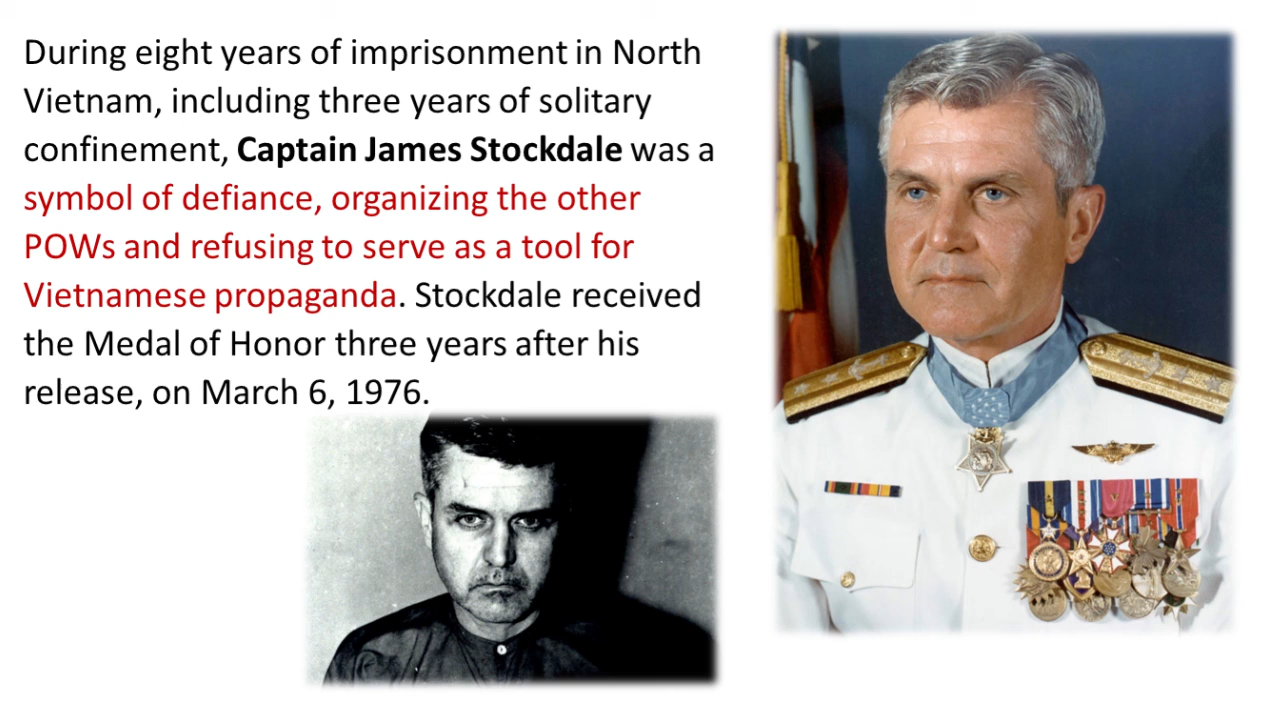 During eight years of imprisonment in North
Vietnam, including three years of solitary
confinement, Captain James Stockdale was a
symbol of defiance, organizing the other
POWs and refusing to serve as a tool for
Vietnamese propaganda. Stockdale received
the Medal of Honor three years after his
release, on March 6, 1976.